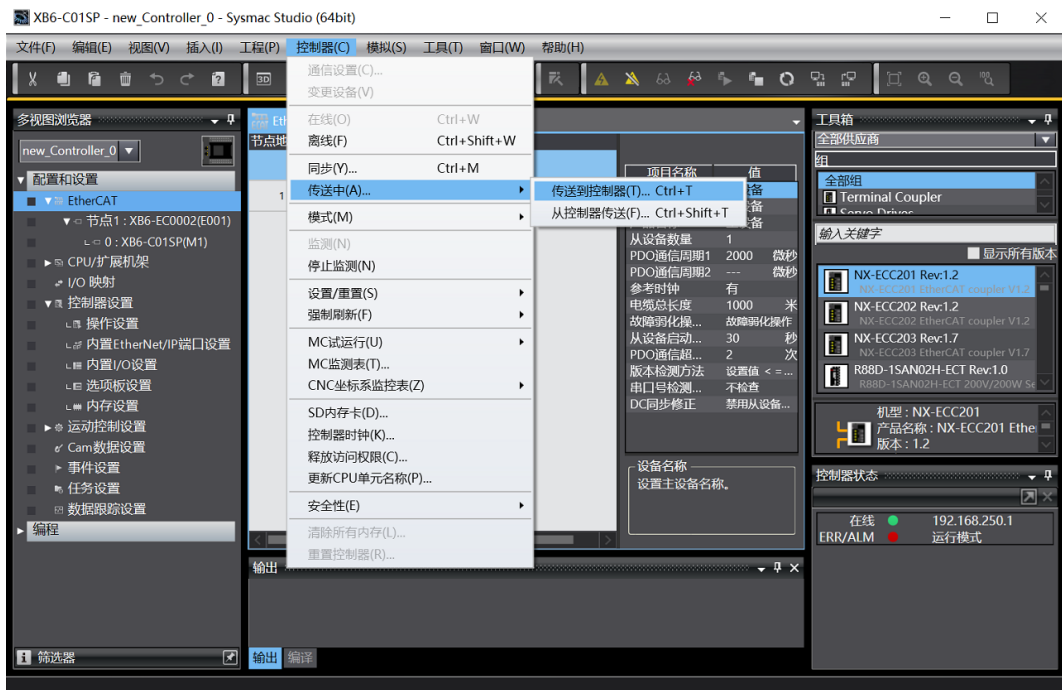 XB6-C01SP - new_Controller_0 - Sysmac Studio (64bit)
文件(F) 编辑(E) 视图(V) 插入(I) 工程(P) 控制器(C) 模拟(S) 工具(T) 窗口(W) 帮助(H)
多视图浏览器
new_Controller_0
配置和设置
EtherCAT
节点1 : XB6-EC0002(E001)
0 : XB6-C01SP(M1)
CPU/扩展机架
I/O 映射
控制器设置
操作设置
内置EtherNet/IP端口设置
内置I/O设置
选项板设置
内存设置
运动控制设置
Cam数据设置
事件设置
任务设置
数据跟踪设置
编程
筛选器
节点地
1
通信设置(C)...
变更设备(V)
在线(O) Ctrl+W
离线(F) Ctrl+Shift+W
同步(Y)... Ctrl+M
传送中(A)...
模式(M)
监测(N)
停止监测(N)
设置/重置(S)
强制刷新(F)
MC试运行(U)
MC监测表(T)...
CNC坐标系监控表(Z)
SD内存卡(D)...
控制器时钟(K)...
释放访问权限(C)...
更新CPU单元名称(P)...
安全性(E)
清除所有内存(L)...
重置控制器(R)...
传送到控制器(T)... Ctrl+T
从控制器传送(F)... Ctrl+Shift+T
项目名称 值
从设备数量 1
PDO通信周期1 2000 微秒
PDO通信周期2 --- 微秒
参考时钟 有
电缆总长度 1000 米
故障弱化操... 故障弱化操作
从设备启动... 30 秒
PDO通信超... 2 次
版本检测方法 设置值 < =...
串口号检测... 不检查
DC同步修正 禁用从设备...
设备名称
设置主设备名称。
输出
输出 编译
工具箱
全部供应商
组
全部组
Terminal Coupler
Servo Drives
输入关键字
显示所有版本
NX-ECC201 Rev:1.2
NX-ECC201 EtherCAT coupler V1.2
NX-ECC202 Rev:1.2
NX-ECC202 EtherCAT coupler V1.2
NX-ECC203 Rev:1.7
NX-ECC203 EtherCAT coupler V1.7
R88D-1SAN02H-ECT Rev:1.0
R88D-1SAN02H-ECT 200V/200W Se
机型 : NX-ECC201
产品名称 : NX-ECC201 Ethe
版本 : 1.2
控制器状态
在线 192.168.250.1
ERR/ALM 运行模式